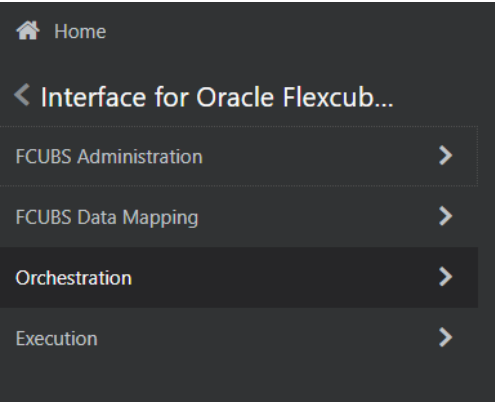 Home
Interface for Oracle Flexcub...
FCUBS Administration
FCUBS Data Mapping
Orchestration
Execution